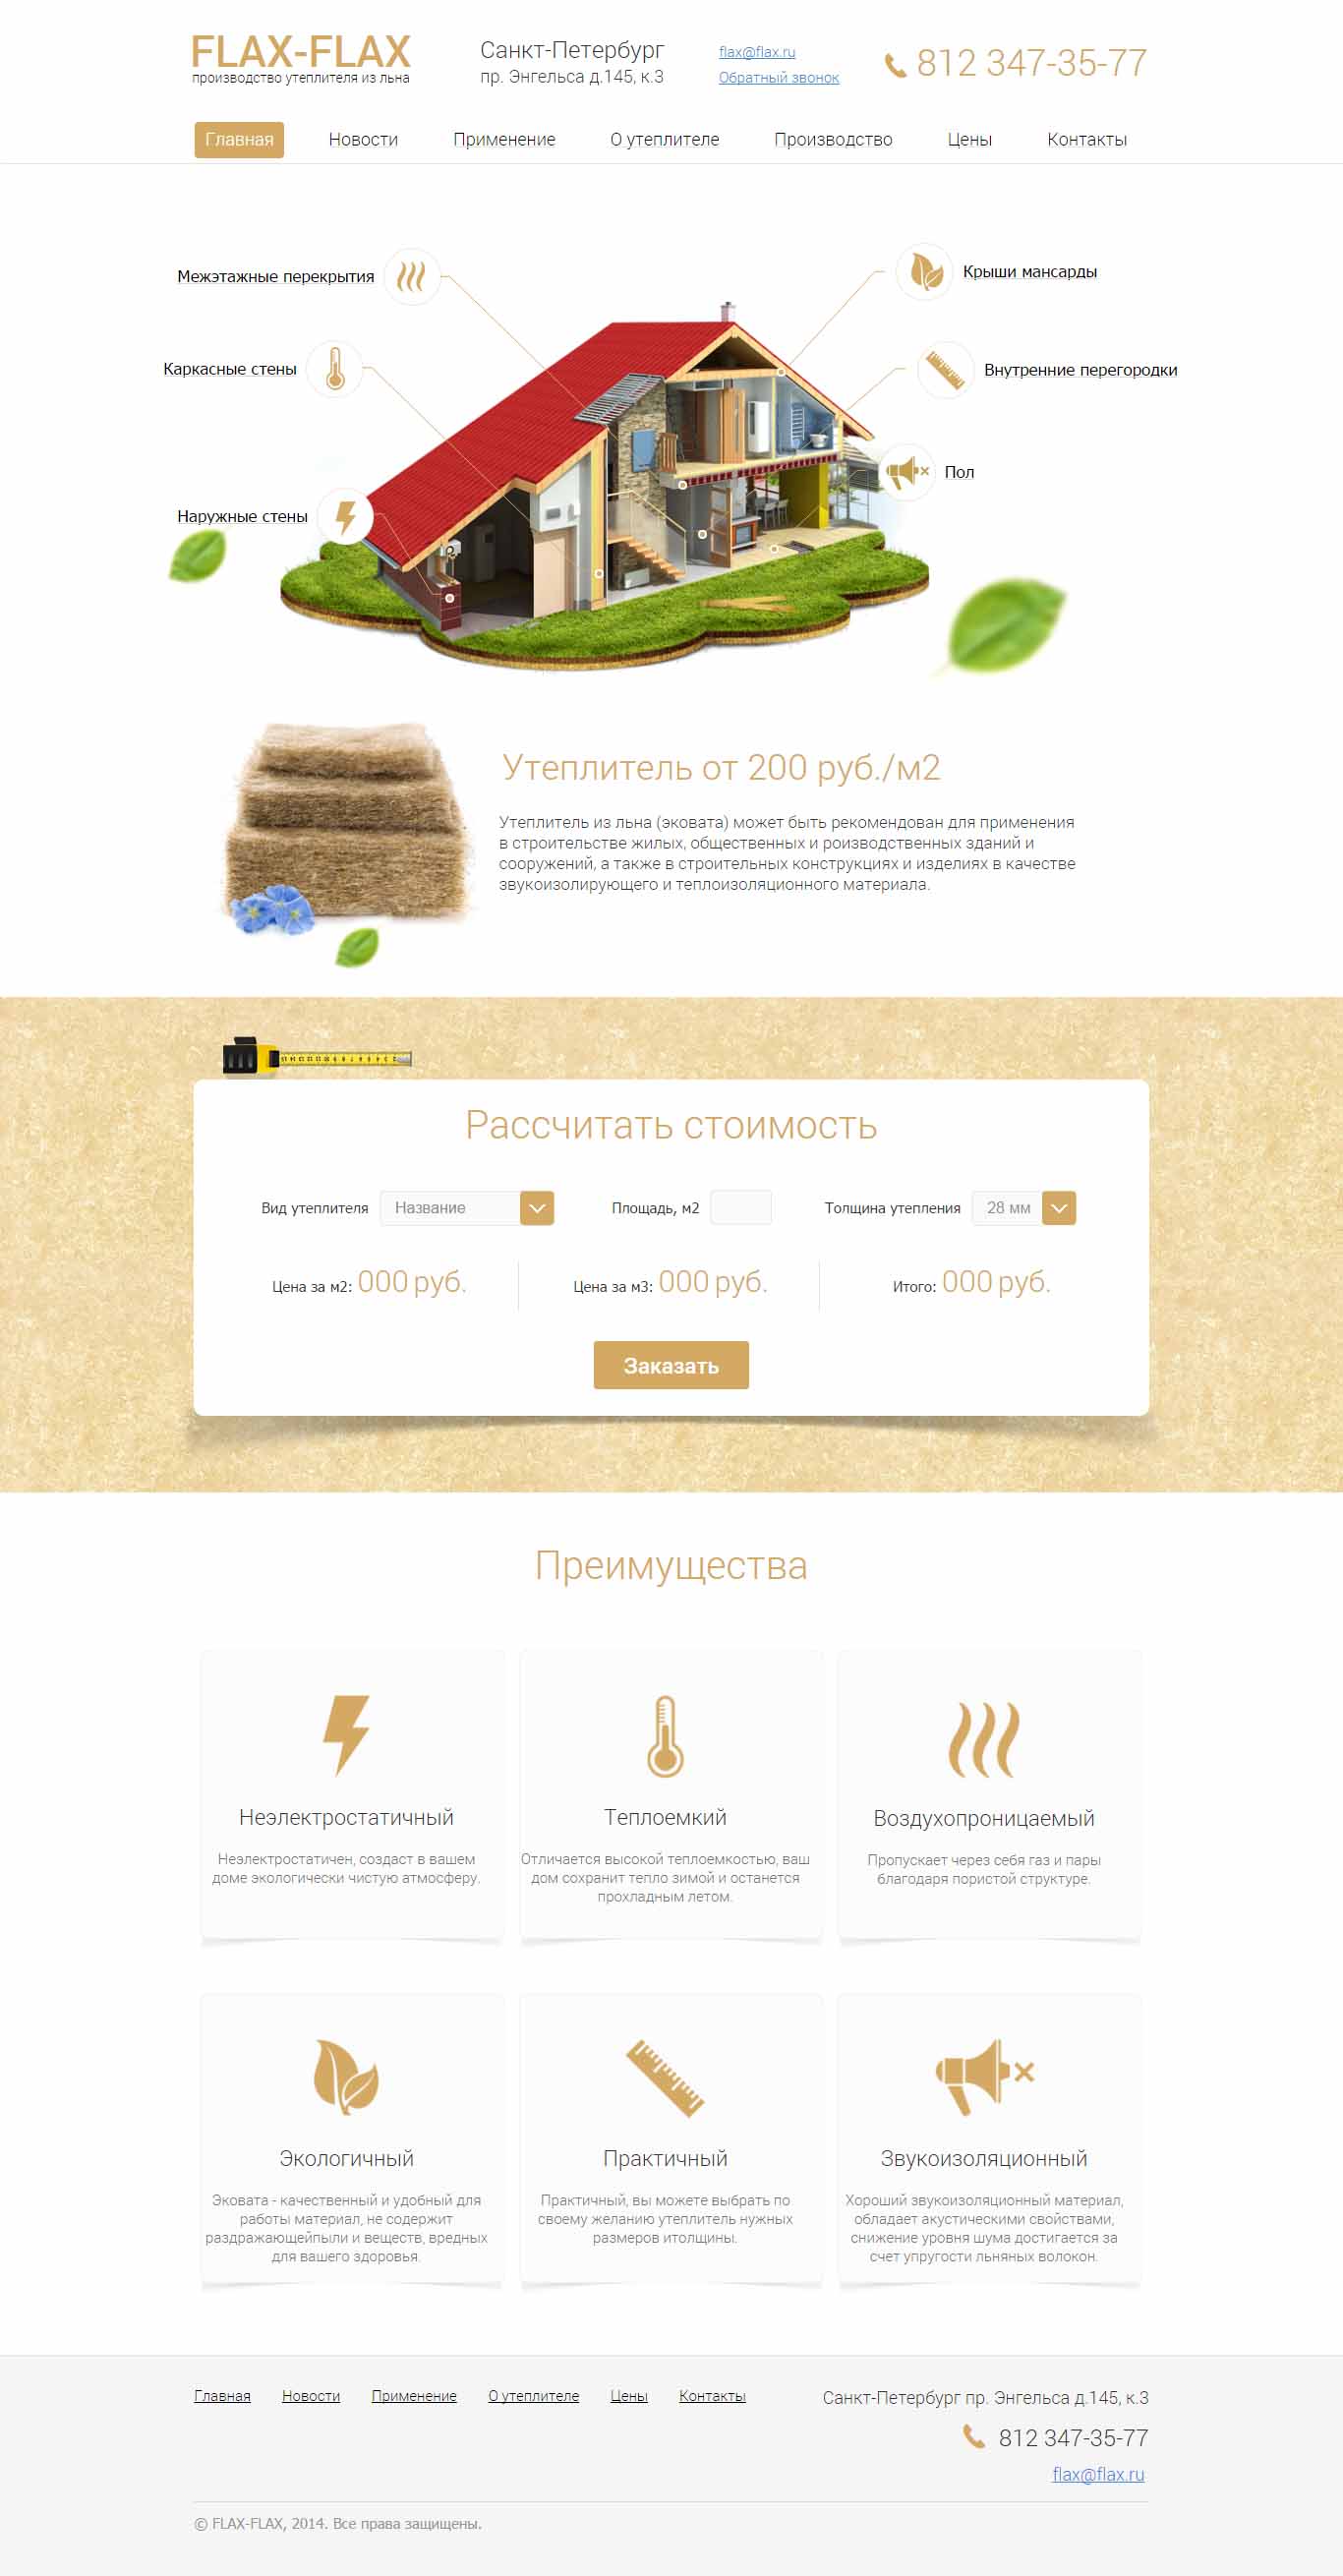 FLAX-FLAX
производство утеплителя из льна
Санкт-Петербург
пр. Энгельса д.145, к.3
flax@flax.ru
Обратный звонок
812 347-35-77
Главная Новости Применение О утеплителе Производство Цены Контакты
Межэтажные перекрытия
Крыши мансарды
Каркасные стены
Внутренние перегородки
Пол
Наружные стены
Утеплитель от 200 руб./м2
Утеплитель из льна (эковата) может быть рекомендован для применения
в строительстве жилых, общественных и роизводственных зданий и
сооружений, а также в строительных конструкциях и изделиях в качестве
звукоизолирующего и теплоизоляционного материала.
Рассчитать стоимость
Вид утеплителя Название Площадь, м2 Толщина утепления 28 мм
Цена за м2: 000 руб. Цена за м3: 000 руб. Итого: 000 руб.
Заказать
Преимущества
Неэлектростатичный
Неэлектростатичен, создаст в вашем
доме экологически чистую атмосферу.
Теплоемкий
Отличается высокой теплоемкостью, ваш
дом сохранит тепло зимой и останется
прохладным летом.
Воздухопроницаемый
Пропускает через себя газ и пары
благодаря пористой структуре.
Экологичный
Эковата - качественный и удобный для
работы материал, не содержит
раздражающейпыли и веществ, вредных
для вашего здоровья.
Практичный
Практичный, вы можете выбрать по
своему желанию утеплитель нужных
размеров итолщины.
Звукоизоляционный
Хороший звукоизоляционный материал,
обладает акустическими свойствами,
снижение уровня шума достигается за
счет упругости льняных волокон.
Главная Новости Применение О утеплителе Цены Контакты
Санкт-Петербург пр. Энгельса д.145, к.3
812 347-35-77
flax@flax.ru
© FLAX-FLAX, 2014. Все права защищены.